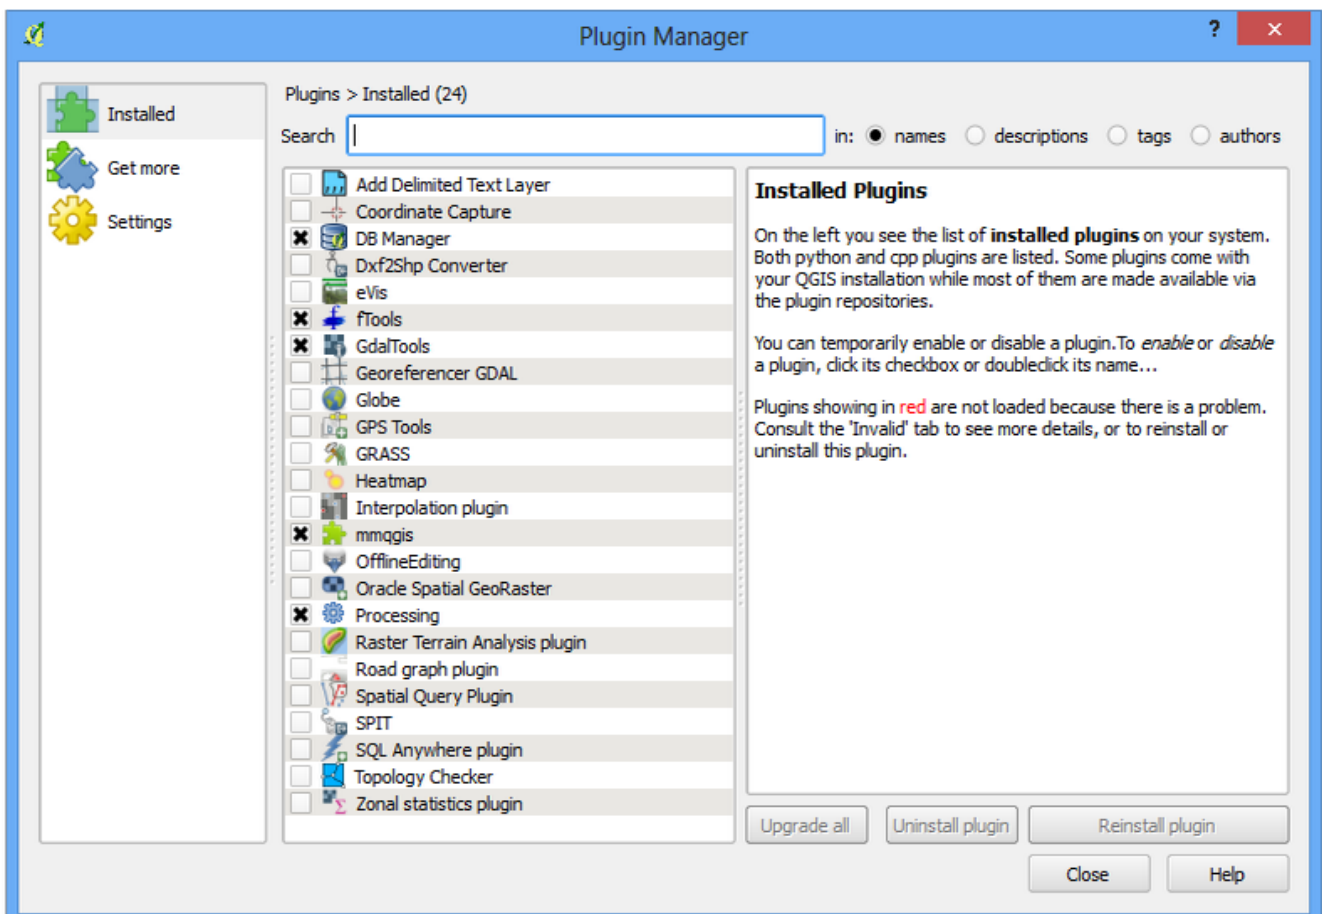 Plugin Manager
?
Installed
Get more
Settings
Plugins > Installed (24)
Search
in: names descriptions tags authors
Add Delimited Text Layer
Coordinate Capture
DB Manager
Dxf2Shp Converter
eVis
fTools
GdalTools
Georeferencer GDAL
Globe
GPS Tools
GRASS
Heatmap
Interpolation plugin
mmqgis
OfflineEditing
Oracle Spatial GeoRaster
Processing
Raster Terrain Analysis plugin
Road graph plugin
Spatial Query Plugin
SPIT
SQL Anywhere plugin
Topology Checker
Zonal statistics plugin
Installed Plugins
On the left you see the list of installed plugins on your system.
Both python and cpp plugins are listed. Some plugins come with
your QGIS installation while most of them are made available via
the plugin repositories.
You can temporarily enable or disable a plugin.To enable or disable
a plugin, click its checkbox or doubleclick its name...
Plugins showing in red are not loaded because there is a problem.
Consult the 'Invalid' tab to see more details, or to reinstall or
uninstall this plugin.
Upgrade all
Uninstall plugin
Reinstall plugin
Close
Help